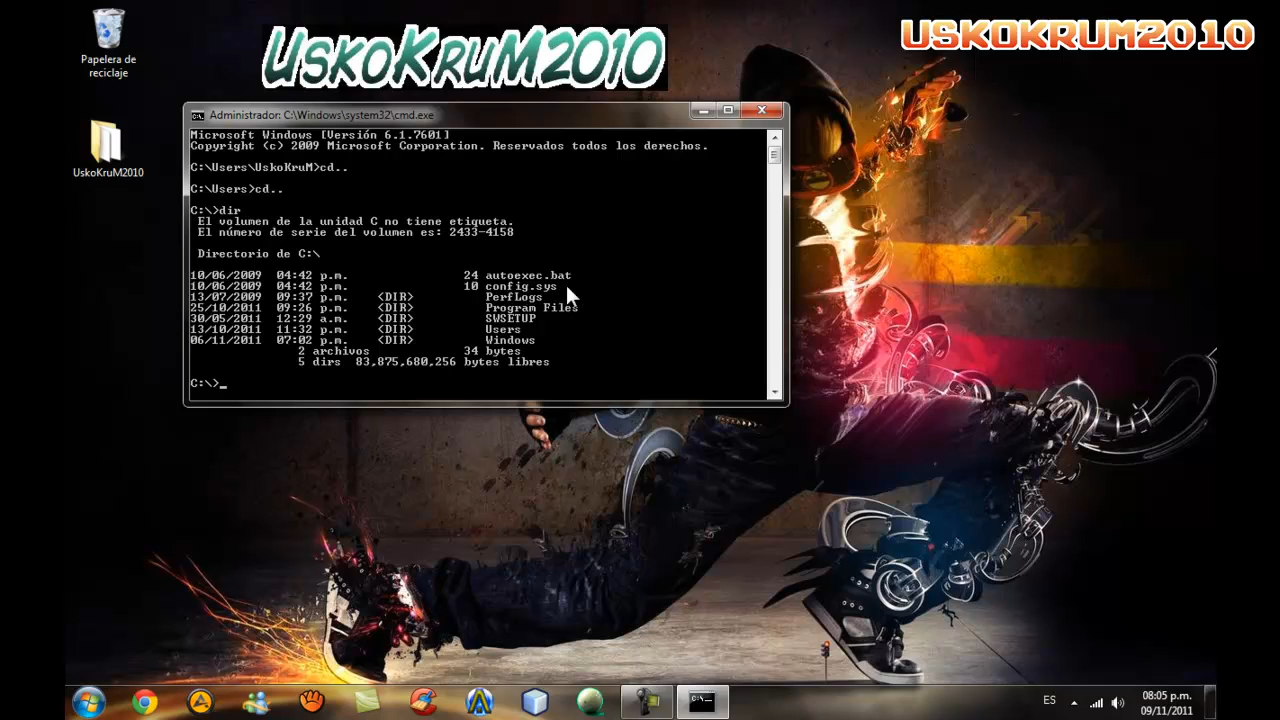 Papelera de
reciclaje
UskoKruM2010
USKOKRUM2010
UskoKruM2010
Administrador: C:\Windows\system32\cmd.exe
Microsoft Windows [Versión 6.1.7601]
Copyright (c) 2009 Microsoft Corporation. Reservados todos los derechos.
C:\Users\UskoKruM>cd..
C:\Users>cd..
C:\>dir
El volumen de la unidad C no tiene etiqueta.
El número de serie del volumen es: 2433-4158
Directorio de C:\
10/06/2009 04:42 p.m. 24 autoexec.bat
10/06/2009 04:42 p.m. 10 config.sys
13/07/2009 09:37 p.m. <DIR> PerfLogs
25/10/2011 09:26 p.m. <DIR> Program Files
30/05/2011 12:29 a.m. <DIR> SWSETUP
13/10/2011 11:32 p.m. <DIR> Users
06/11/2011 07:02 p.m. <DIR> Windows
2 archivos 34 bytes
5 dirs 83,875,680,256 bytes libres
C:\>_
ES
08:05 p.m.
09/11/2011